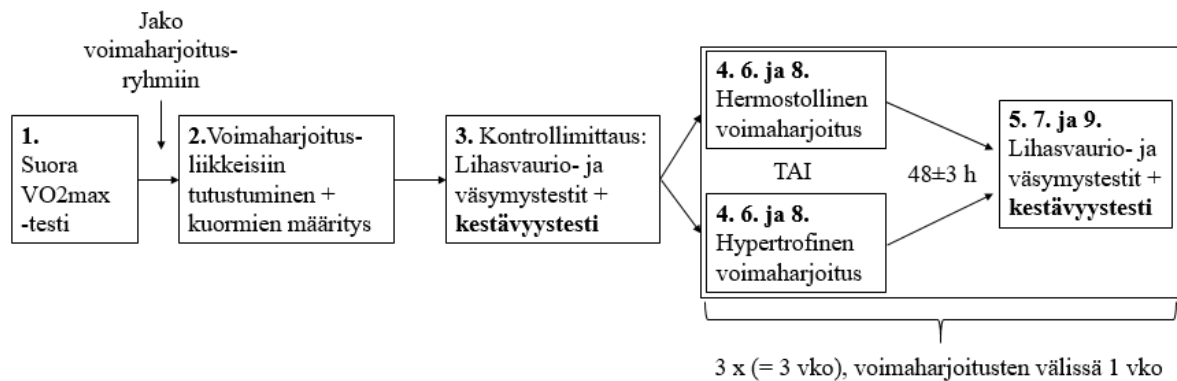 Jako
voimaharjoitus-
ryhmiin
1.
Suora
VO2max
-testi
2.Voimaharjoitus-
liikkeisiin
tutustuminen +
kuormien määritys
3. Kontrollimittaus:
Lihasvaurio- ja
väsymystestit +
kestävyystesti
4. 6. ja 8.
Hermostollinen
voimaharjoitus
TAI
4. 6. ja 8.
Hypertrofinen
voimaharjoitus
48±3 h
5. 7. ja 9.
Lihasvaurio- ja
väsymystestit +
kestävyystesti
3 x (= 3 vko), voimaharjoitusten välissä 1 vko